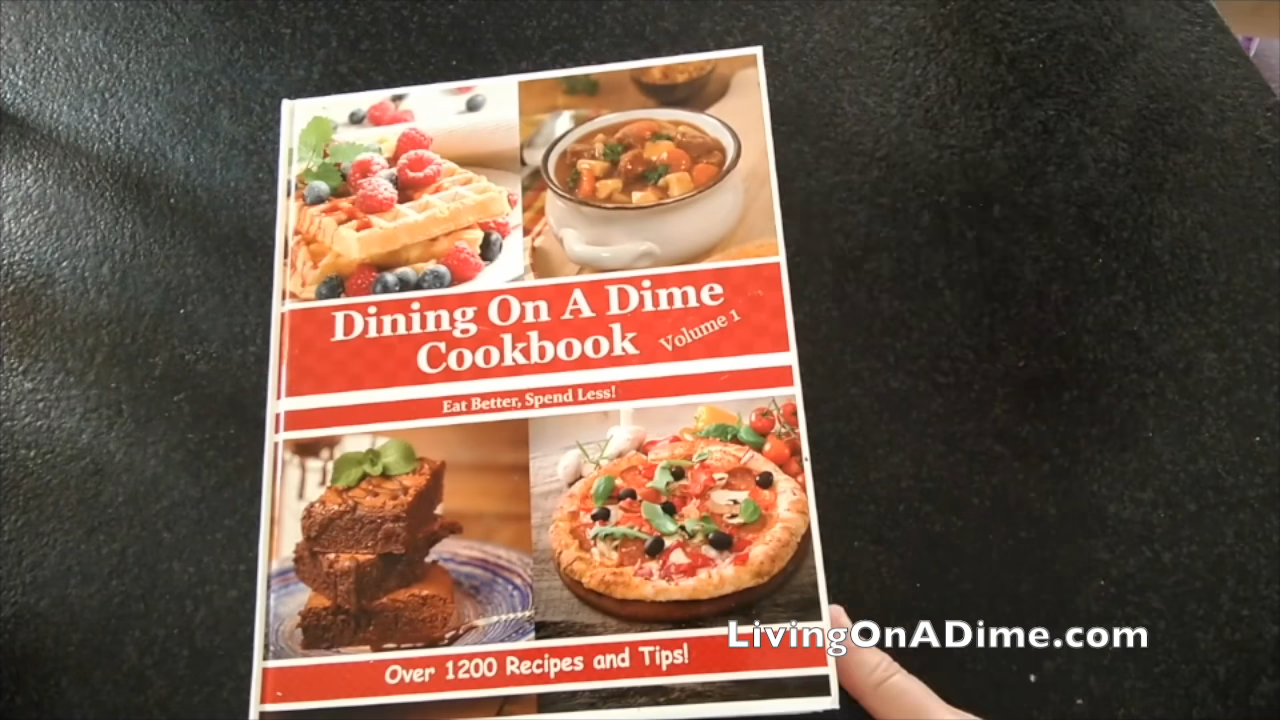 Dining On A Dime
Cookbook Volume 1
Eat Better, Spend Less!
LivingOnADime.com
Over 1200 Recipes and Tips!